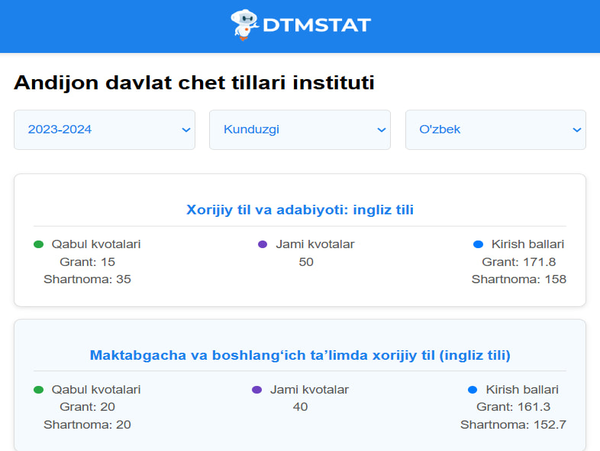 DTMSTAT
Andijon davlat chet tillari instituti
2023-2024 Kunduzgi O'zbek
Xorijiy til va adabiyoti: ingliz tili
Qabul kvotalari Jami kvotalar Kirish ballari
Grant: 15 50 Grant: 171.8
Shartnoma: 35 Shartnoma: 158
Maktabgacha va boshlang‘ich ta’limda xorijiy til (ingliz tili)
Qabul kvotalari Jami kvotalar Kirish ballari
Grant: 20 40 Grant: 161.3
Shartnoma: 20 Shartnoma: 152.7